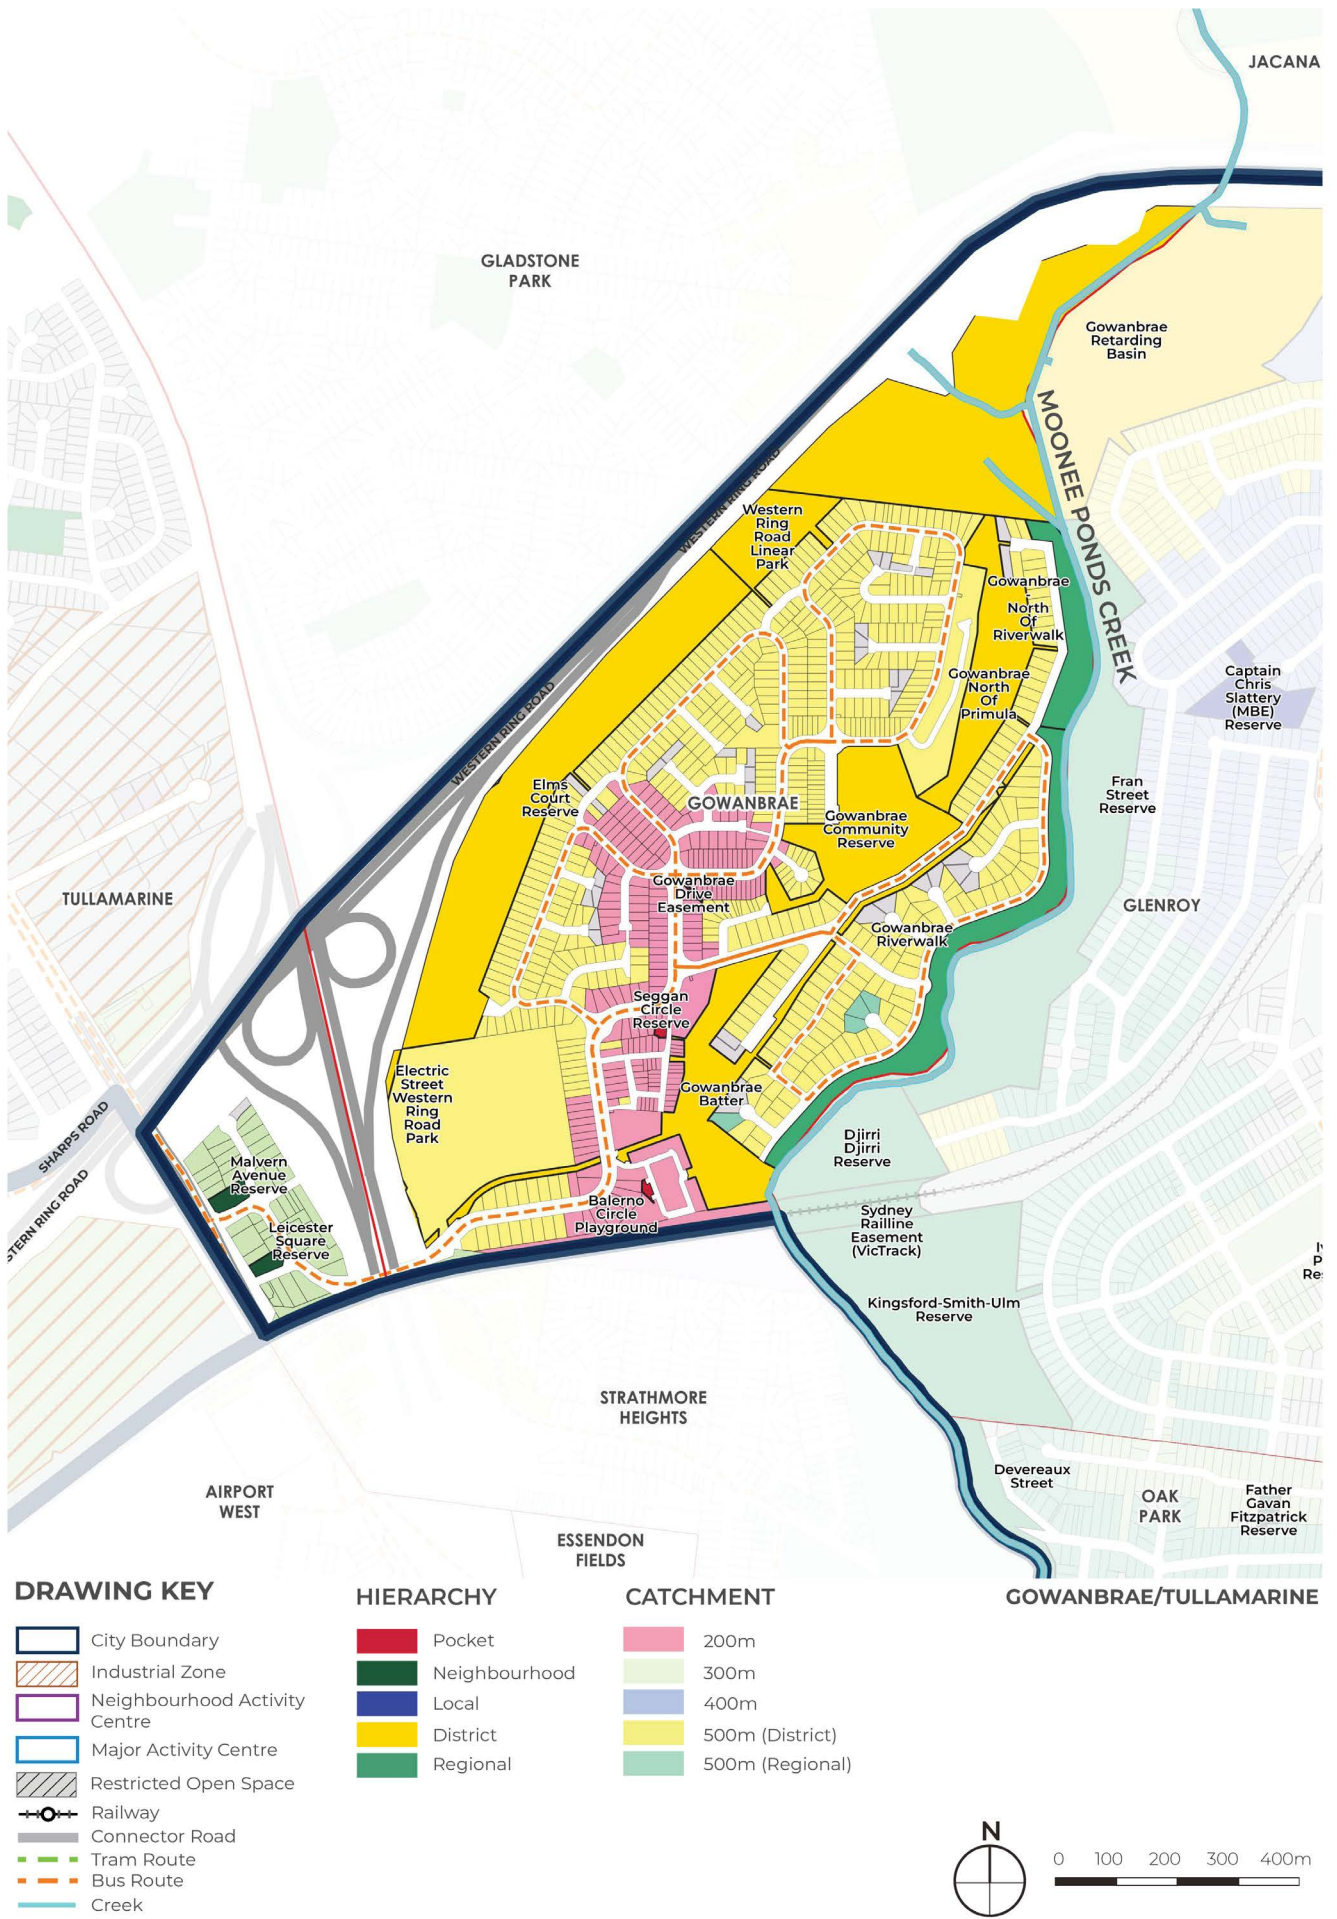 JACANA
GLADSTONE
PARK
Gowanbrae
Retarding
Basin
MOONEE PONDS CREEK
WESTERN RING ROAD
Western
Ring
Road
Linear
Park
Gowanbrae
-
North
Of
Riverwalk
Captain
Chris
Slattery
(MBE)
Reserve
Gowanbrae
North
Of
Primula
WESTERN RING ROAD
Elms
Court
Reserve
GOWANBRAE
Fran
Street
Reserve
Gowanbrae
Community
Reserve
TULLAMARINE
Gowanbrae
Drive
Easement
GLENROY
Gowanbrae
Riverwalk
Seggan
Circle
Reserve
Electric
Street
Western
Ring
Road
Park
Gowanbrae
Batter
SHARPS ROAD
Djirri
Djirri
Reserve
Malvern
Avenue
Reserve
STERN RING ROAD
Balerno
Circle
Playground
Leicester
Square
Reserve
Sydney
Railline
Easement
(VicTrack)
P
Re
Kingsford-Smith-Ulm
Reserve
STRATHMORE
HEIGHTS
Devereaux
Street
AIRPORT
WEST
OAK
PARK
Father
Gavan
Fitzpatrick
Reserve
ESSENDON
FIELDS
DRAWING KEY
City Boundary
Industrial Zone
Neighbourhood Activity
Centre
Major Activity Centre
Restricted Open Space
Railway
Connector Road
Tram Route
Bus Route
Creek
HIERARCHY
Pocket
Neighbourhood
Local
District
Regional
CATCHMENT
200m
300m
400m
500m (District)
500m (Regional)
GOWANBRAE/TULLAMARINE
N
0 100 200 300 400m